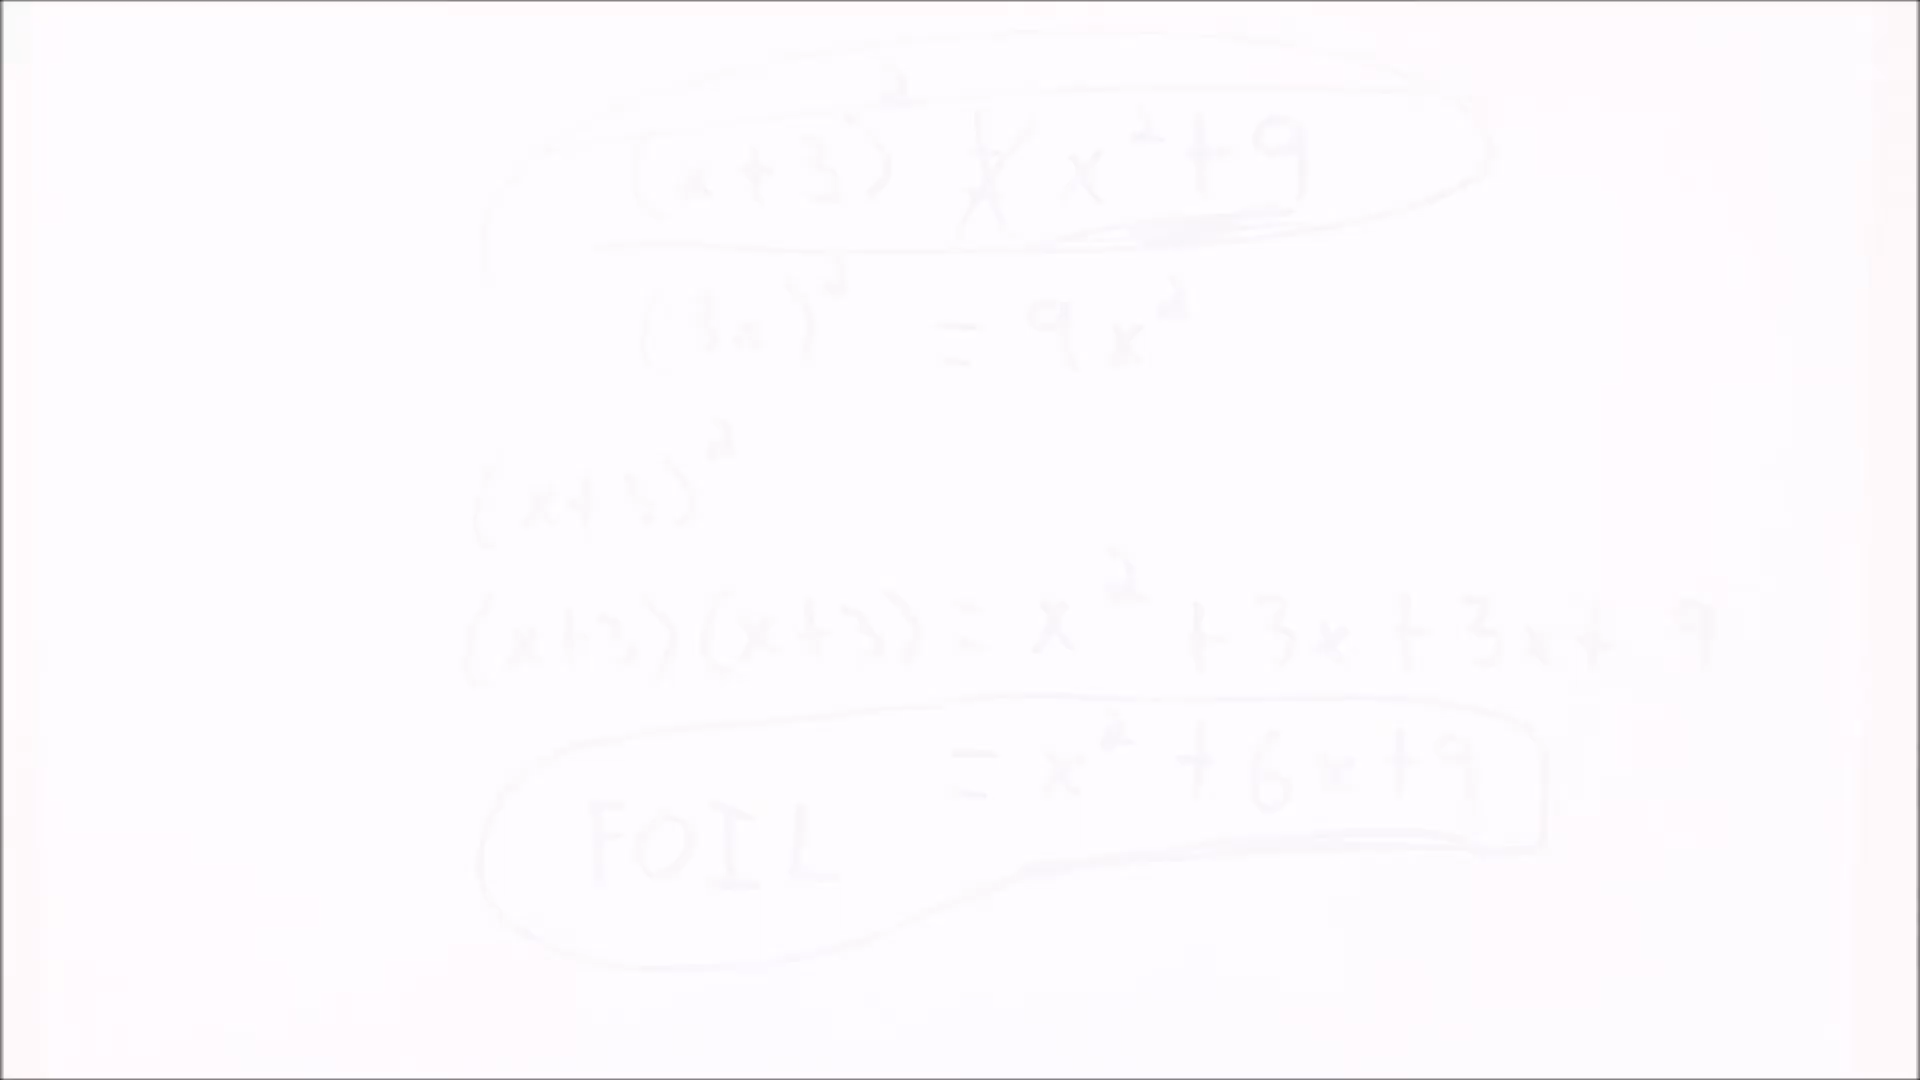 (x+3)² ≠ x²+9
(3x)² = 9x²
(x+3)²
(x+3)(x+3) = x² + 3x + 3x + 9
= x² + 6x + 9
FOIL